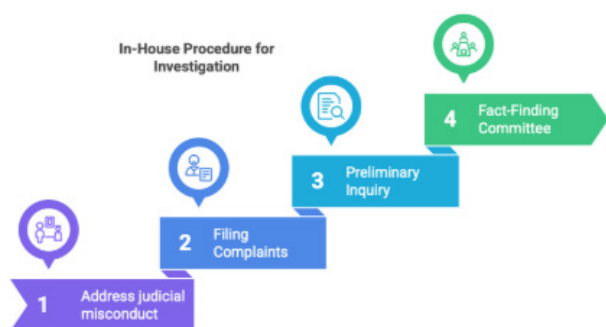 In-House Procedure for
Investigation
1 Address judicial
misconduct
2 Filing
Complaints
3 Preliminary
Inquiry
4 Fact-Finding
Committee